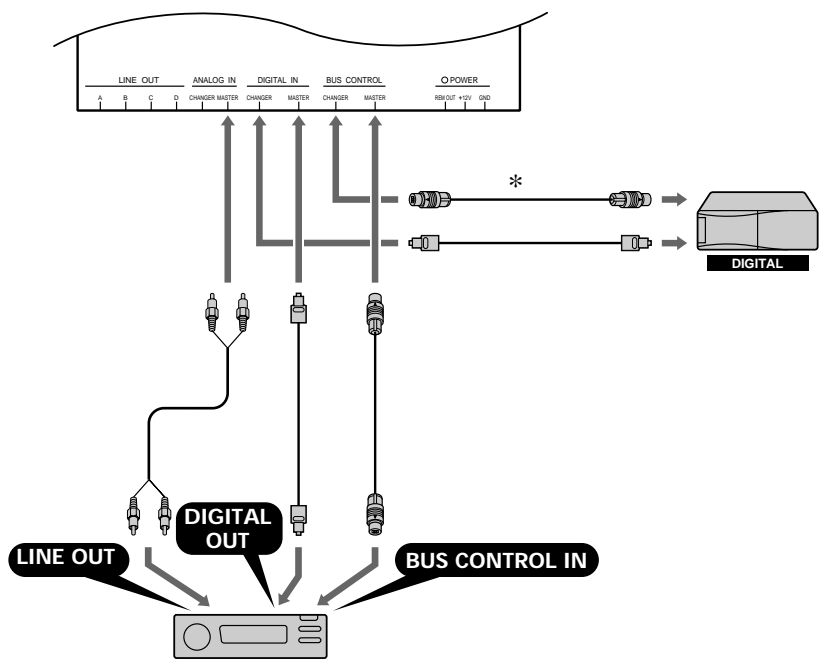 LINE OUT ANALOG IN DIGITAL IN BUS CONTROL POWER
A B C D CHANGER MASTER CHANGER MASTER CHANGER MASTER REM OUT +12V GND
*
DIGITAL
DIGITAL
OUT
LINE OUT
BUS CONTROL IN